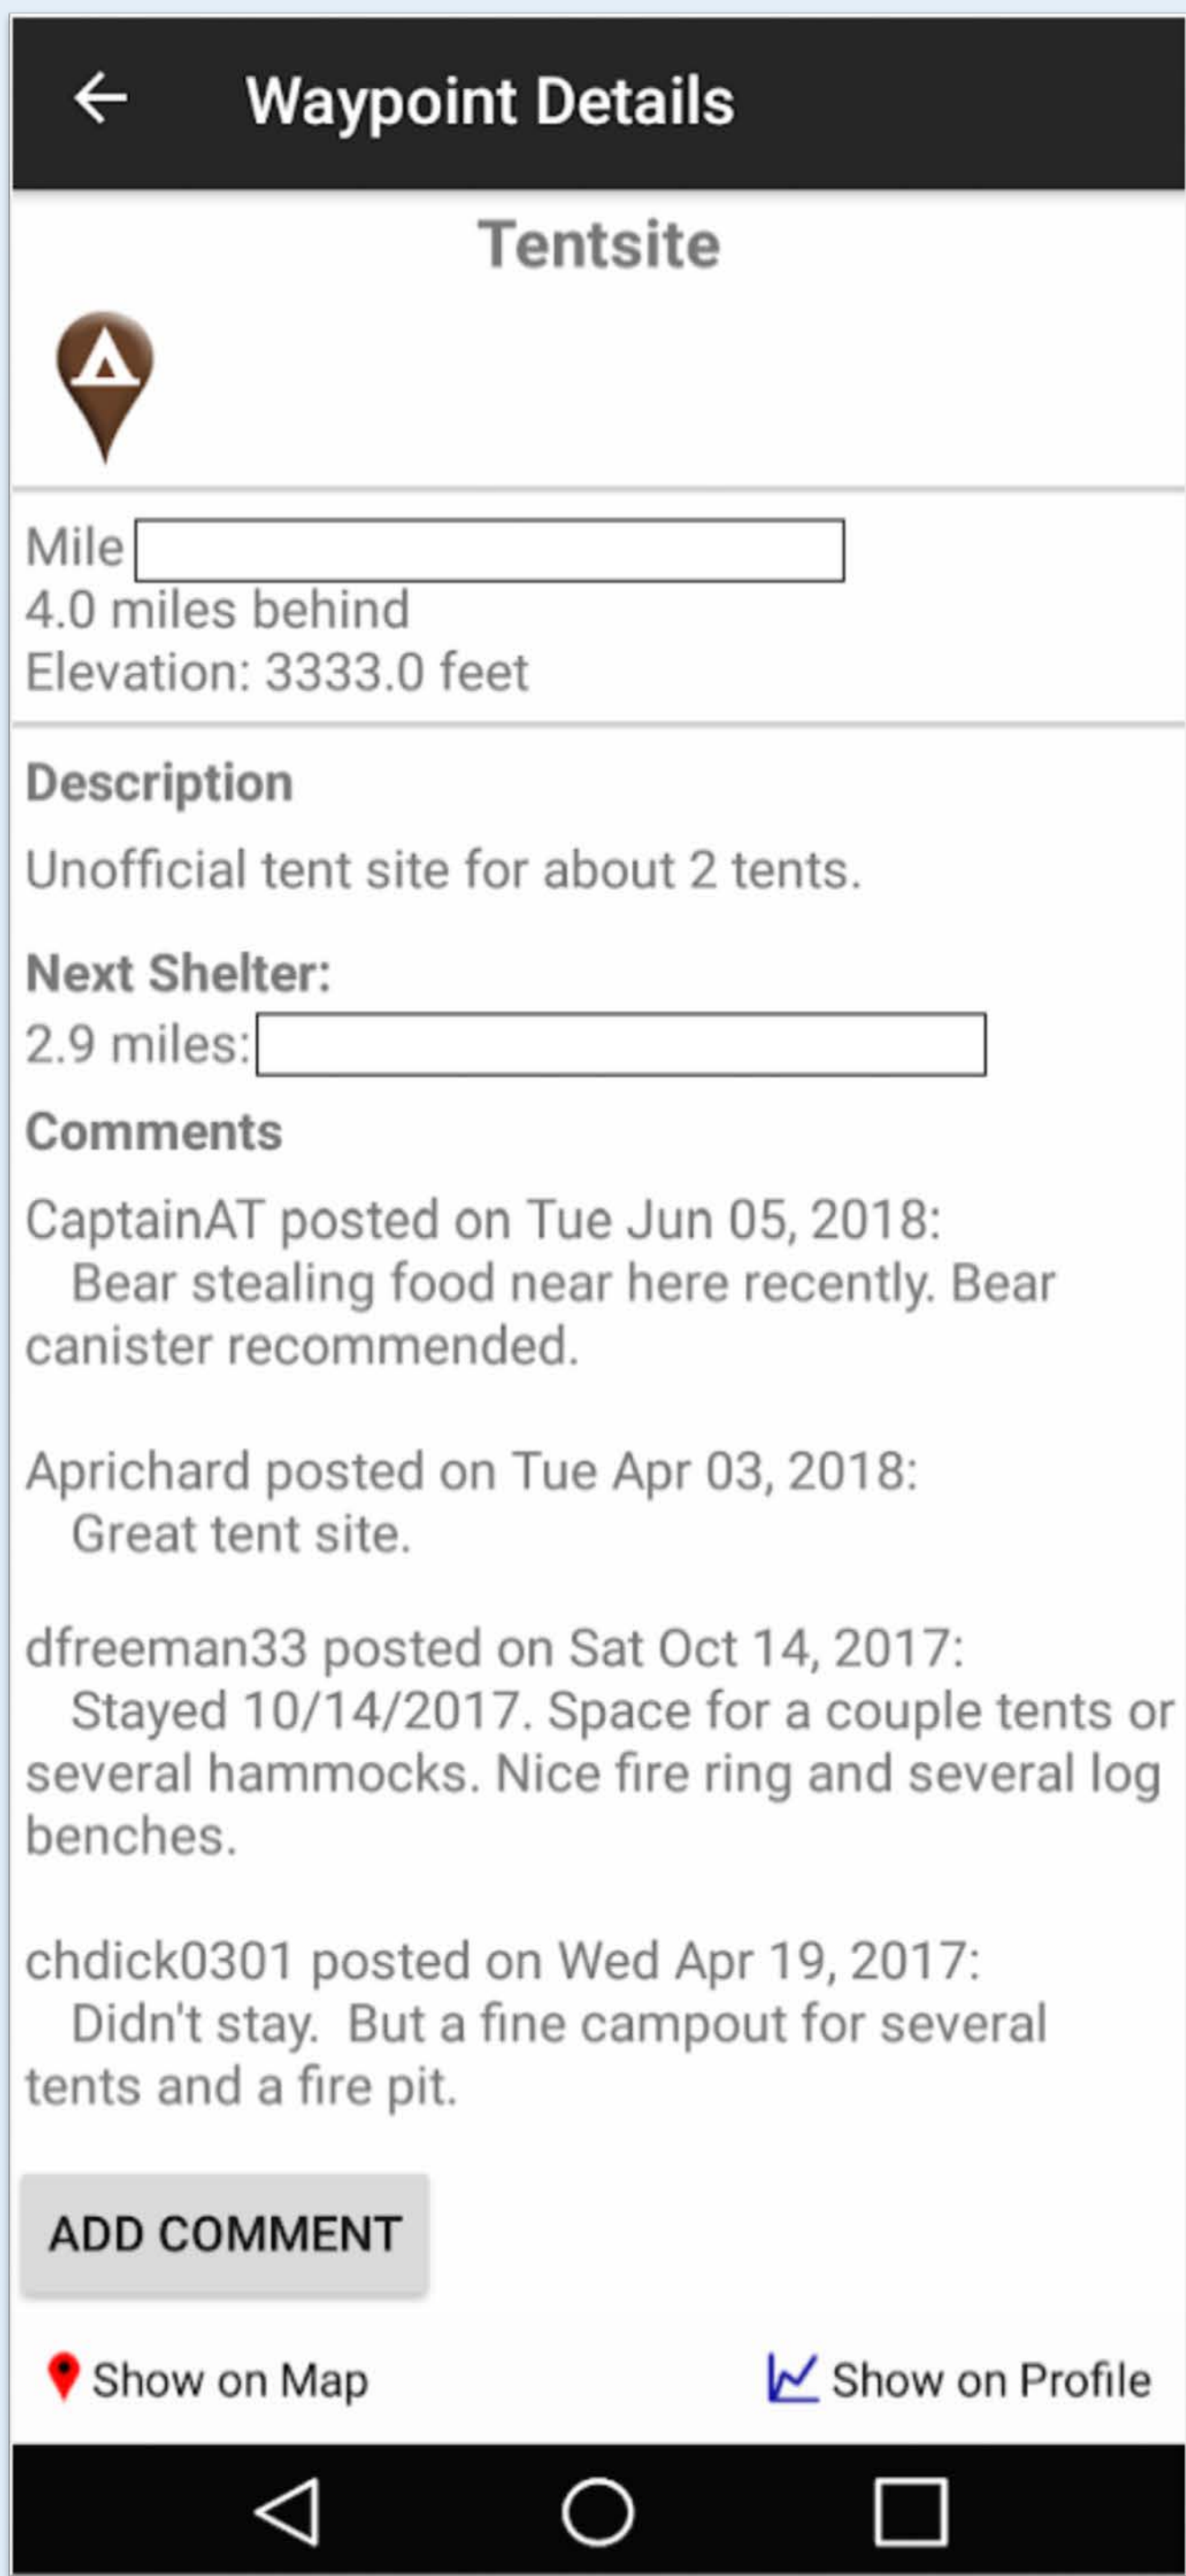 Waypoint Details
Tentsite
Mile
4.0 miles behind
Elevation: 3333.0 feet
Description
Unofficial tent site for about 2 tents.
Next Shelter:
2.9 miles:
Comments
CaptainAT posted on Tue Jun 05, 2018:
Bear stealing food near here recently. Bear
canister recommended.
Aprichard posted on Tue Apr 03, 2018:
Great tent site.
dfreeman33 posted on Sat Oct 14, 2017:
Stayed 10/14/2017. Space for a couple tents or
several hammocks. Nice fire ring and several log
benches.
chdick0301 posted on Wed Apr 19, 2017:
Didn't stay.  But a fine campout for several
tents and a fire pit.
ADD COMMENT
Show on Map
Show on Profile